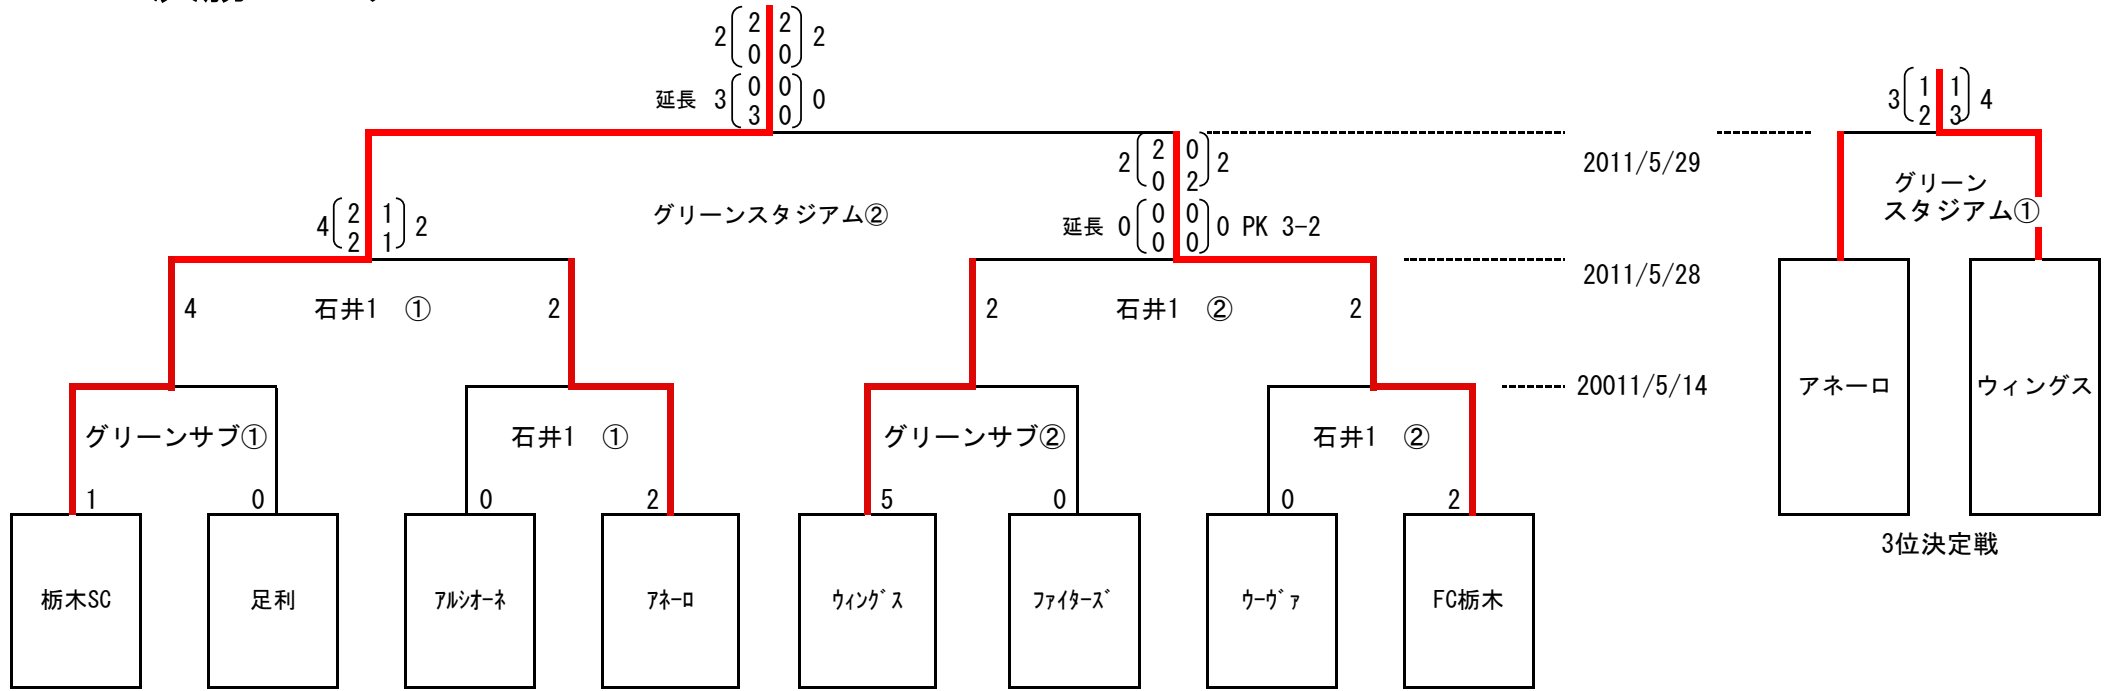 2 2 2 2
0 0
延長 3 0 0 0
3 0
3 1 1 4
2 3
2 2 0 2
0 2
2011/5/29
グリーン
スタジアム①
4 2 1 2
2 1
グリーンスタジアム②
延長 0 0 0 0 PK 3-2
0 0
2011/5/28
4 石井1 ① 2
2 石井1 ② 2
20011/5/14
アネーロ
ウィングス
グリーンサブ①
石井1 ①
グリーンサブ②
石井1 ②
1 0 0 2 5 0 0 2
3位決定戦
栃木SC
足利
ｱﾙｼｵｰﾈ
ｱﾈｰﾛ
ｳｨﾝｸﾞｽ
ﾌｧｲﾀｰｽﾞ
ｳｰｳﾞｧ
FC栃木